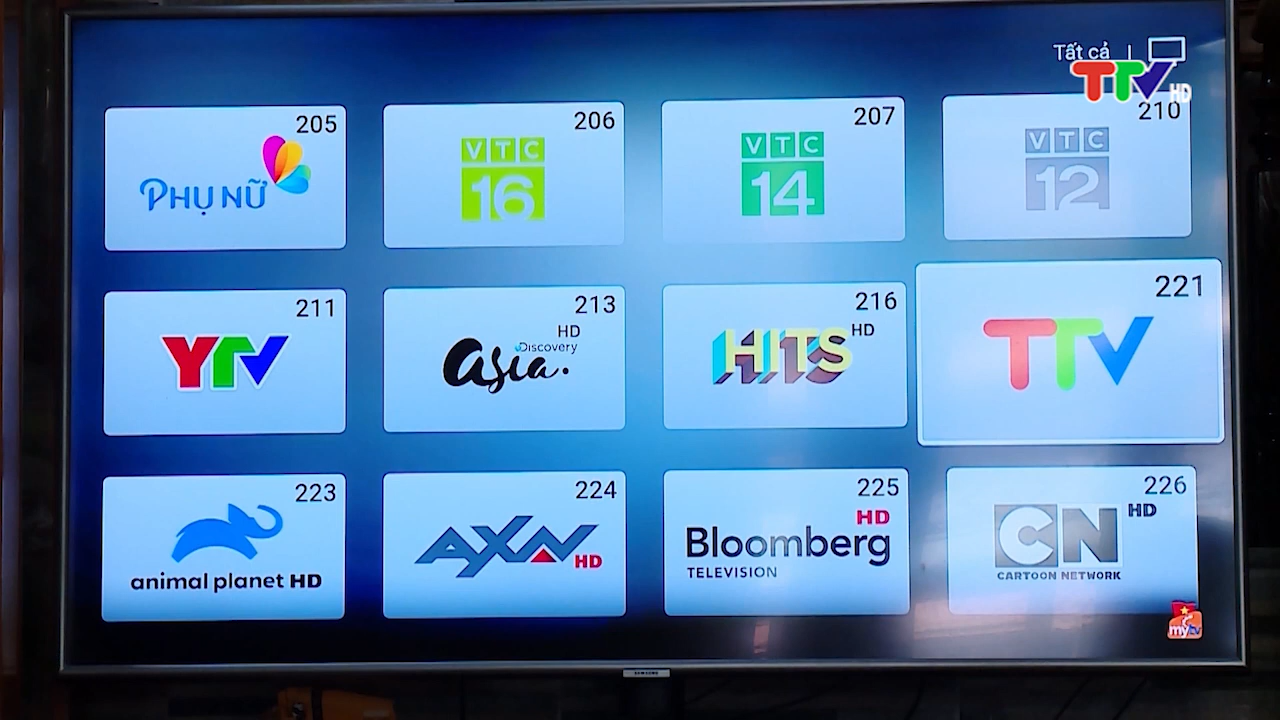 Tất cả
TTV HD
205
PHỤ NỮ
206
VTC
16
207
VTC
14
210
VTC
12
211
YTV
213
HD
Discovery
asia.
216
HITS HD
221
TTV
223
animal planet HD
224
AXN HD
225
HD
Bloomberg
TELEVISION
226
CN HD
CARTOON NETWORK
mytv
SAMSUNG